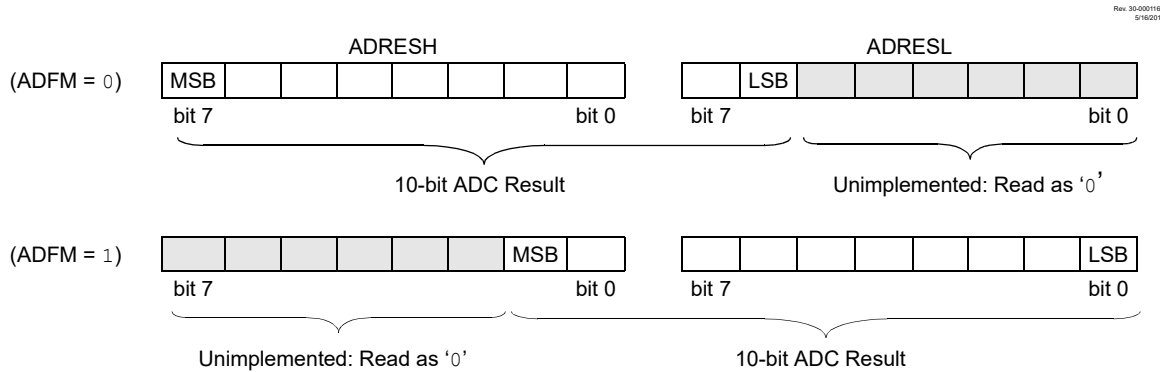 Rev. 30-000116
5/16/201
ADRESH ADRESL
(ADFM = 0) MSB LSB
bit 7 bit 0 bit 7 bit 0
10-bit ADC Result Unimplemented: Read as ‘0’
(ADFM = 1) MSB LSB
bit 7 bit 0 bit 7 bit 0
Unimplemented: Read as ‘0’ 10-bit ADC Result